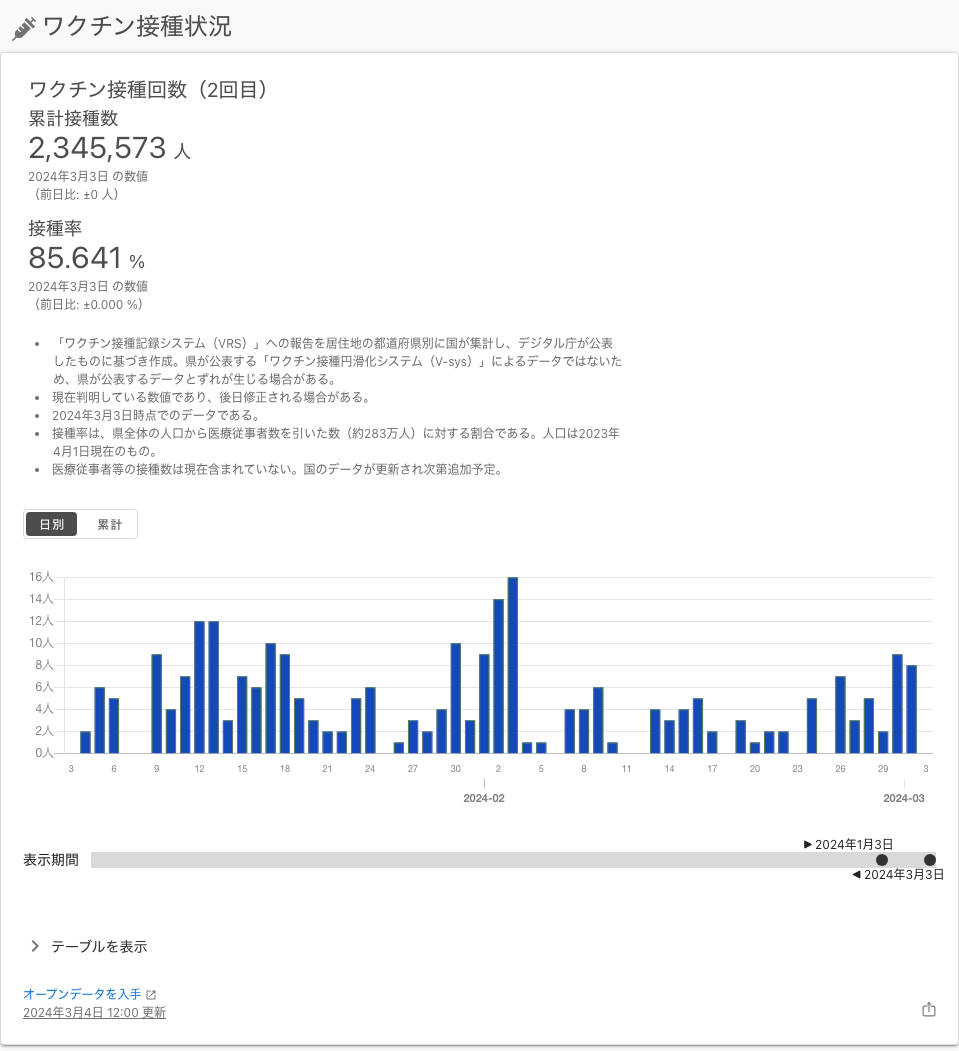 ワクチン接種状況
ワクチン接種回数（2回目）
累計接種数
2,345,573 人
2024年3月3日 の数値
（前日比: ±0 人）
接種率
85.641 %
2024年3月3日 の数値
（前日比: ±0.000 %）
• 「ワクチン接種記録システム（VRS）」への報告を居住地の都道府県別に国が集計し、デジタル庁が公表
したものに基づき作成。県が公表する「ワクチン接種円滑化システム（V-sys）」によるデータではないた
め、県が公表するデータとずれが生じる場合がある。
• 現在判明している数値であり、後日修正される場合がある。
• 2024年3月3日時点でのデータである。
• 接種率は、県全体の人口から医療従事者数を引いた数（約283万人）に対する割合である。人口は2023年
4月1日現在のもの。
• 医療従事者等の接種数は現在含まれていない。国のデータが更新され次第追加予定。
日別 累計
16人
14人
12人
10人
8人
6人
4人
2人
0人
3 6 9 12 15 18 21 24 27 30 2 5 8 11 14 17 20 23 26 29 3
2024-02 2024-03
▶ 2024年1月3日
表示期間
◀ 2024年3月3日
テーブルを表示
オープンデータを入手
2024年3月4日 12:00 更新